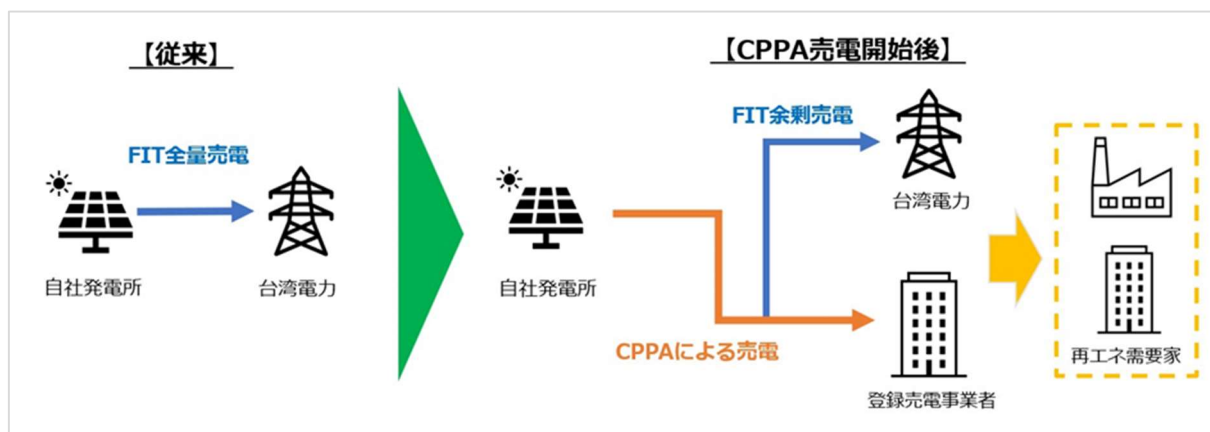 【従来】
FIT全量売電
自社発電所
台湾電力
【CPPA売電開始後】
FIT余剰売電
台湾電力
自社発電所
CPPAによる売電
登録売電事業者
再エネ需要家